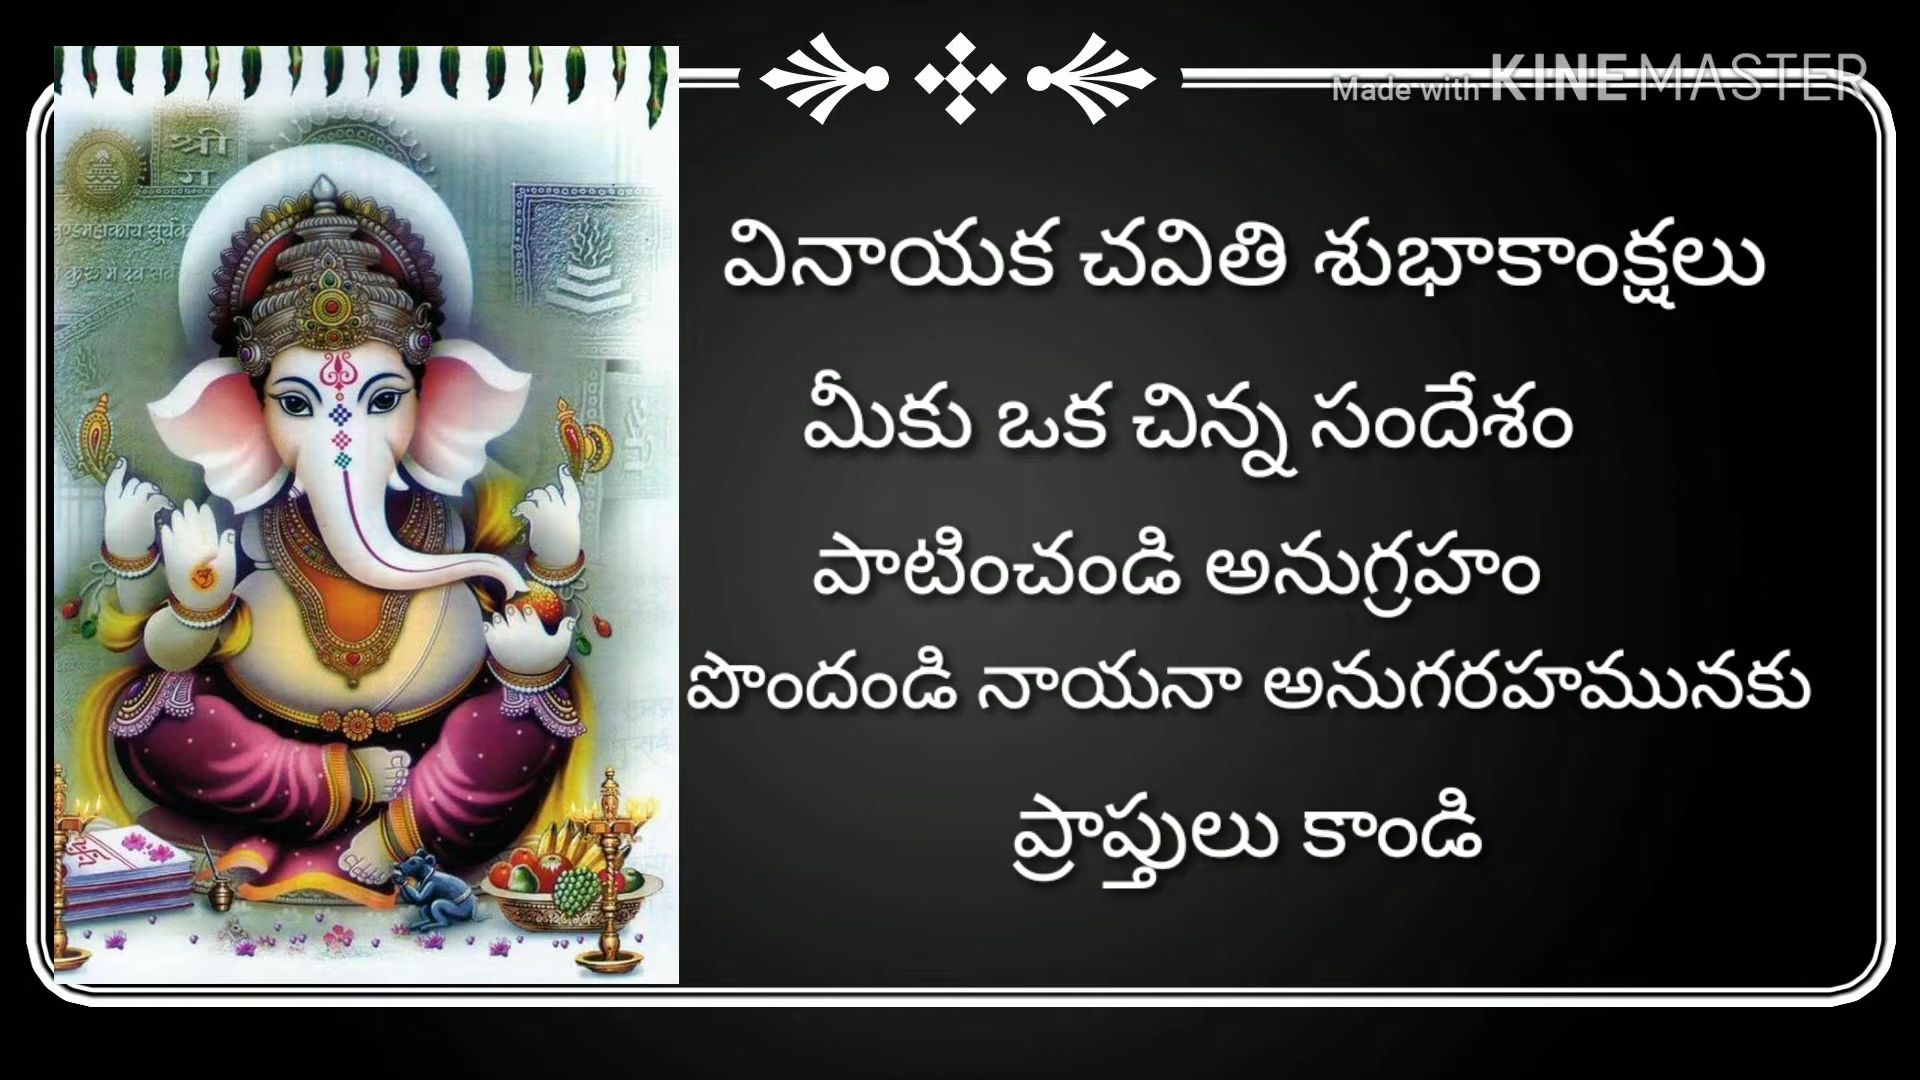 Made with KINEMASTER
श्री
వినాయక చవితి శుభాకాంక్షలు
మీకు ఒక చిన్న సందేశం
పాటించండి అనుగ్రహం
పొందండి నాయనా అనుగరహమునకు
ప్రాప్తులు కాండి